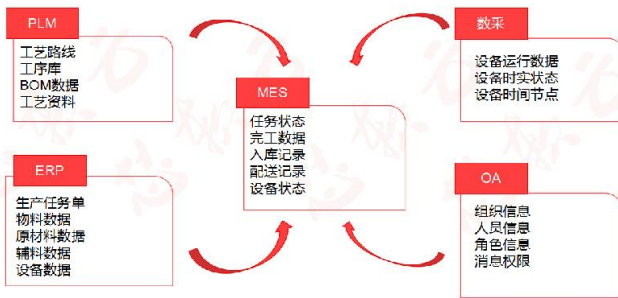 PLM
工艺路线
工序库
BOM数据
工艺资料
数采
设备运行数据
设备时实状态
设备时间节点
MES
任务状态
完工数据
入库记录
配送记录
设备状态
ERP
生产任务单
物料数据
原材料数据
辅料数据
设备数据
OA
组织信息
人员信息
角色信息
消息权限